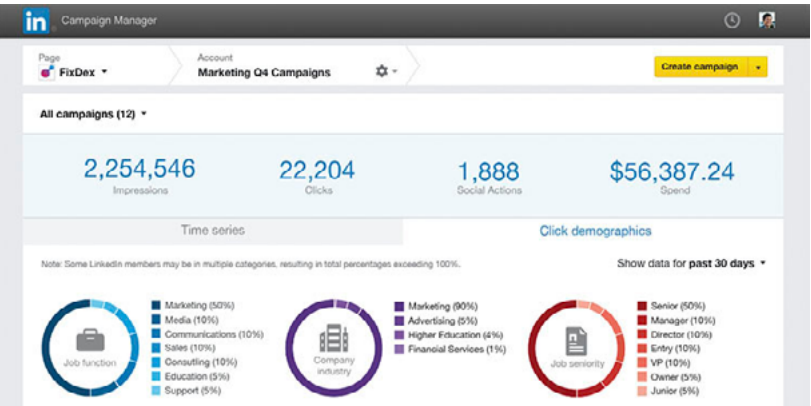 in Campaign Manager
Page
FixDex
Account
Marketing Q4 Campaigns
Create campaign
All campaigns (12)
2,254,546
Impressions
22,204
Clicks
1,888
Social Actions
$56,387.24
Spend
Time series
Click demographics
Note: Some LinkedIn members may be in multiple categories, resulting in total percentages exceeding 100%.
Show data for past 30 days
Job function
Marketing (50%)
Media (10%)
Communications (10%)
Sales (10%)
Consulting (10%)
Education (5%)
Support (5%)
Company
industry
Marketing (90%)
Advertising (5%)
Higher Education (4%)
Financial Services (1%)
Job seniority
Senior (50%)
Manager (10%)
Director (10%)
Entry (10%)
VP (10%)
Owner (5%)
Junior (5%)